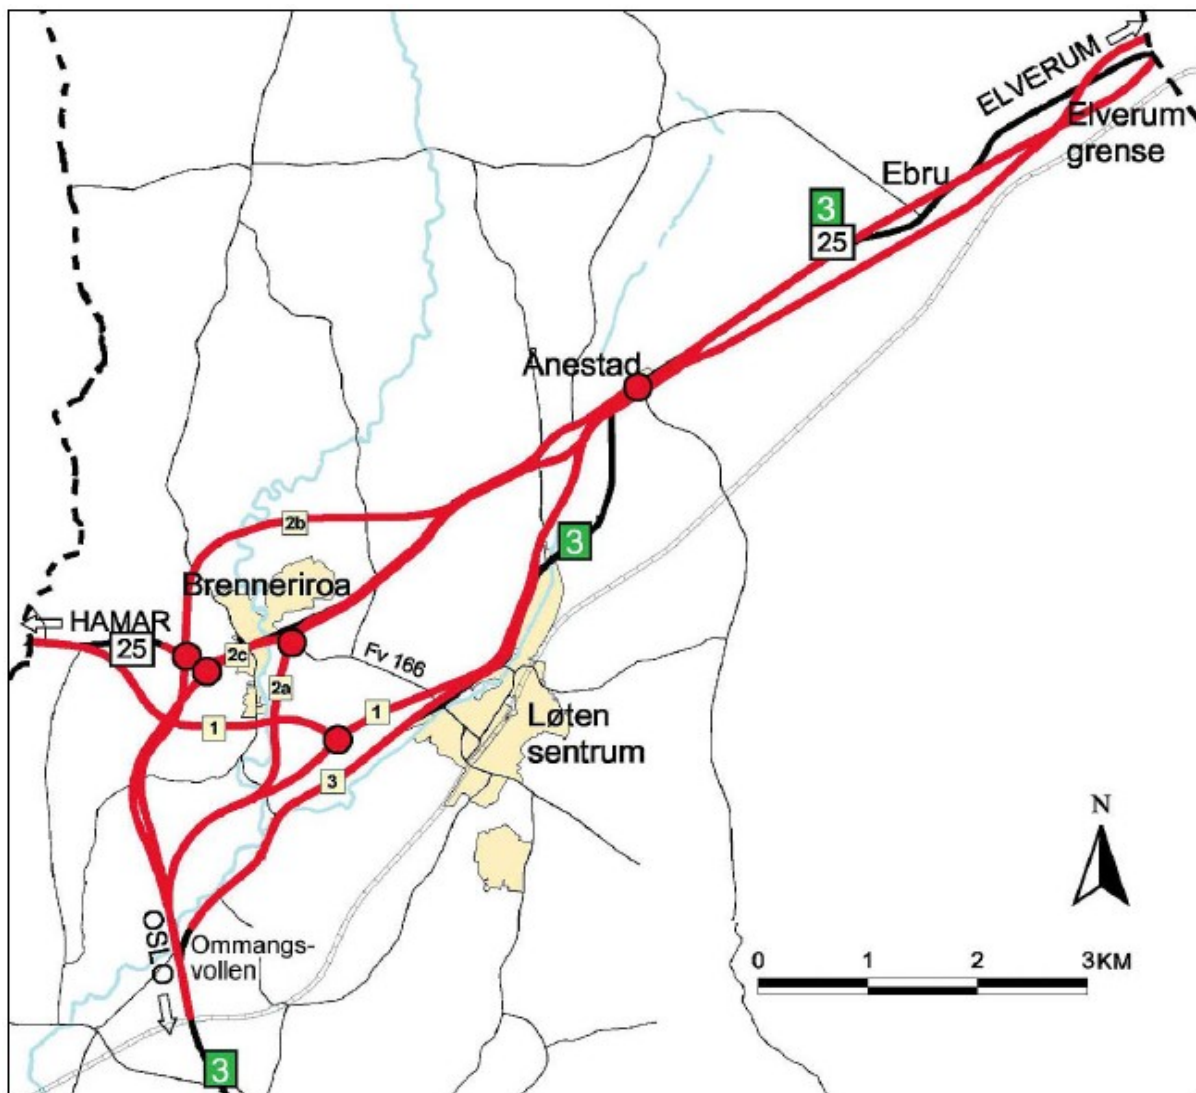 ELVERUM
Elverum
grense
Ebru
3
25
Ånestad
3
2b
Brenneriroa
HAMAR
25
2c
Fv 166
2a
1
1
Løten
sentrum
3
N
OSLO
Ommangs-
vollen
0 1 2 3KM
3